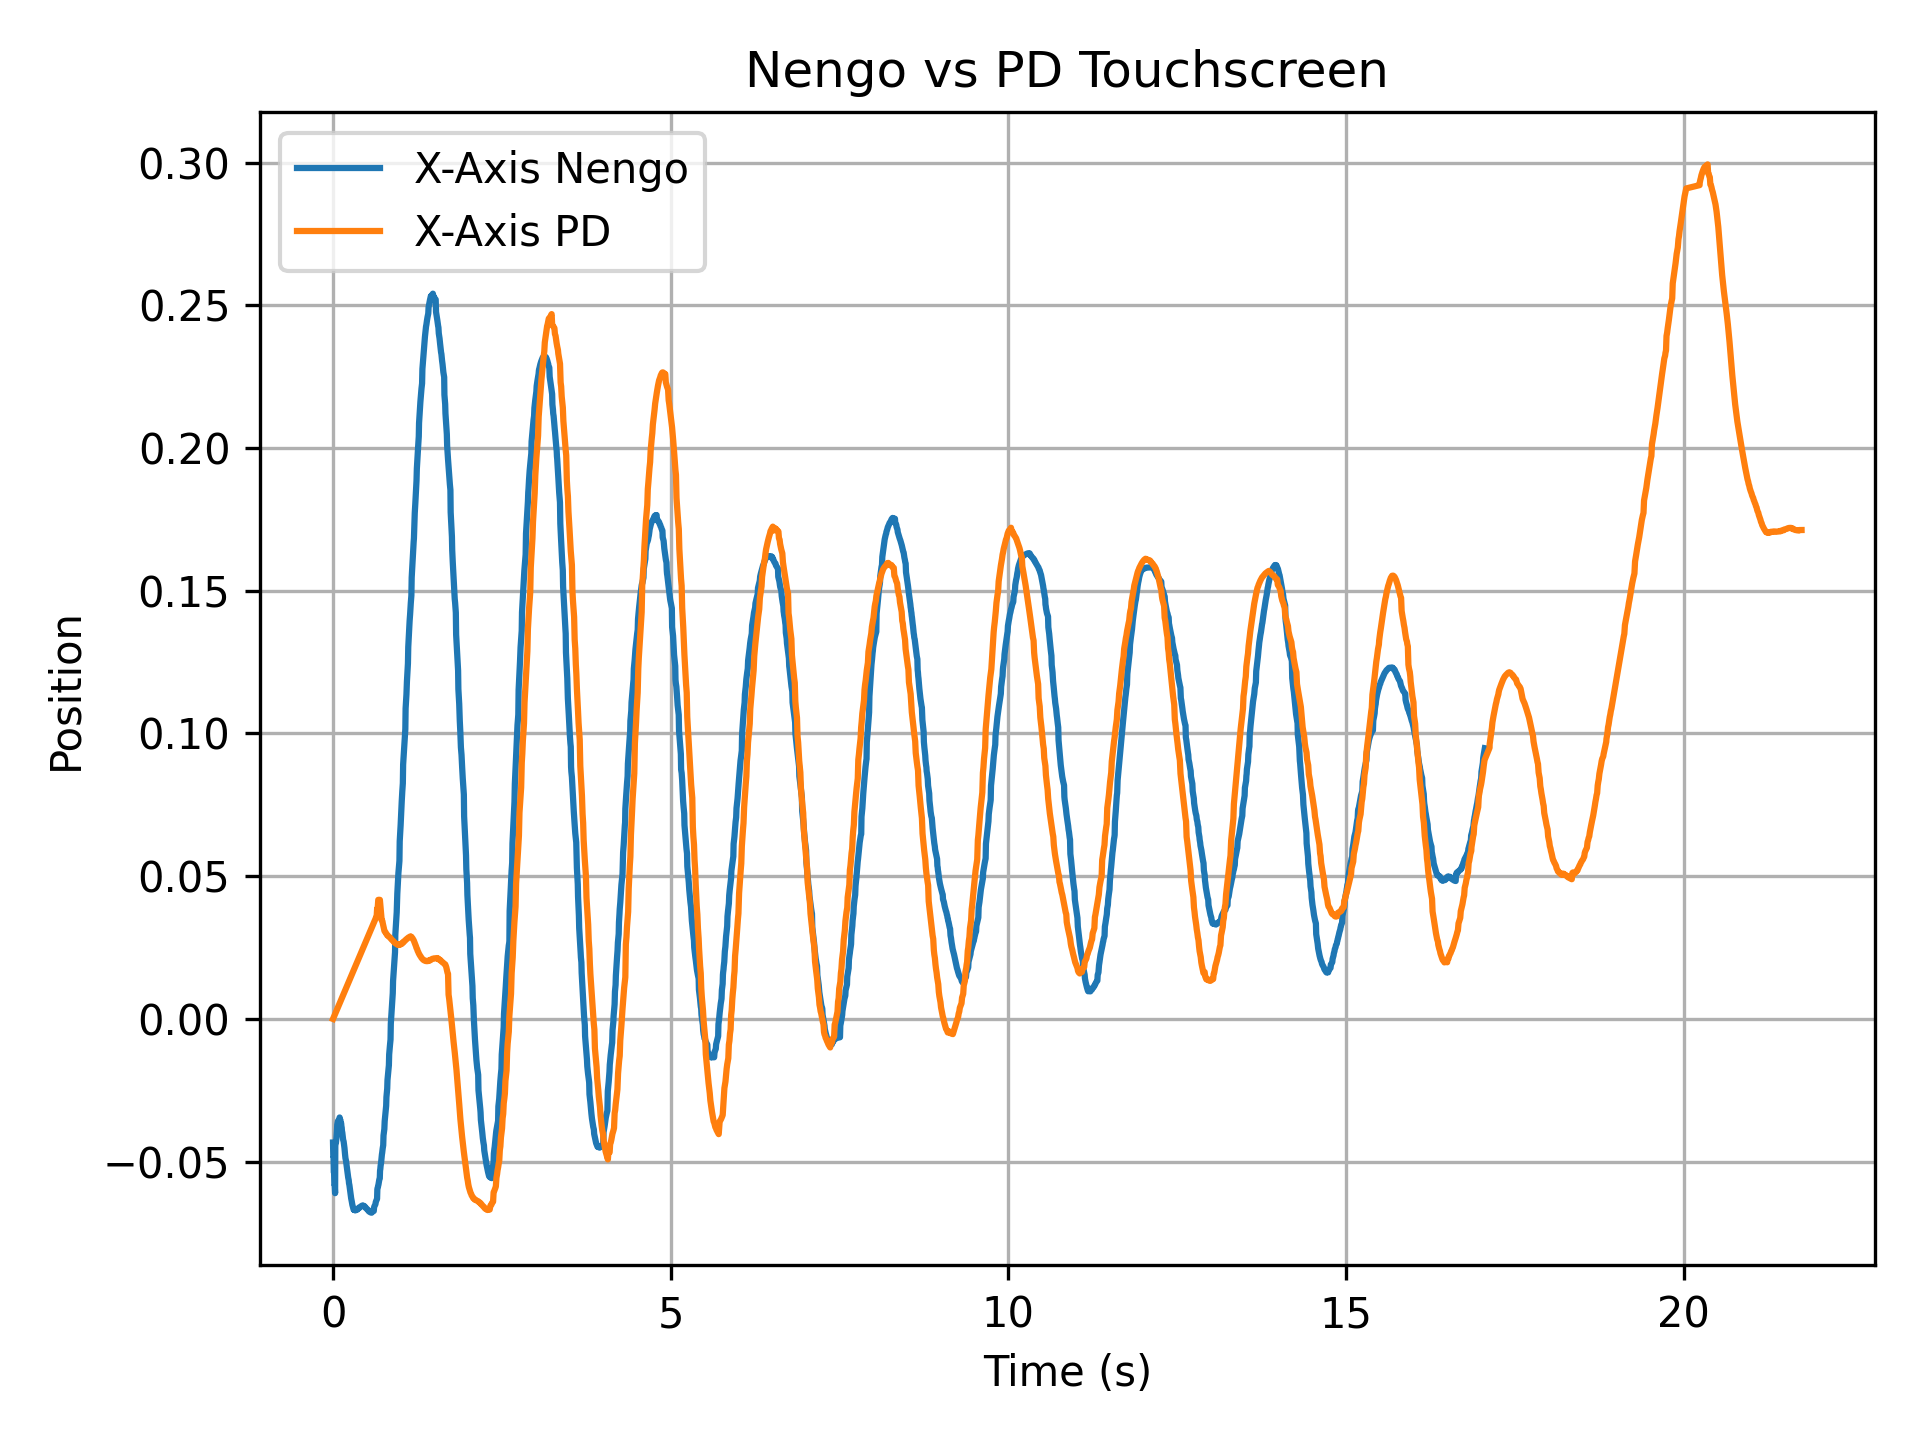 Nengo vs PD Touchscreen
X-Axis Nengo
X-Axis PD
Position
0.30
0.25
0.20
0.15
0.10
0.05
0.00
−0.05
0 5 10 15 20
Time (s)